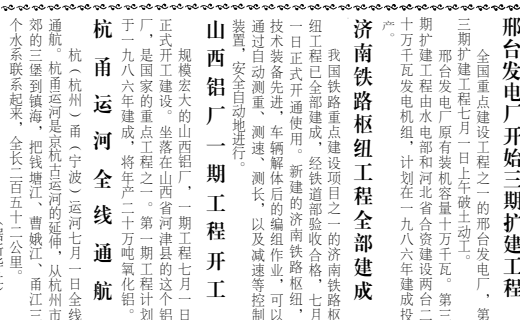 邢台发电厂开始三期扩建工程
全国重点建设工程之一的邢台发电厂，第
三期扩建工程七月一日上午破土动工。
邢台发电厂原有装机容量十万千瓦。第三
期扩建工程由水电部和河北省合资建设两台二
十万千瓦发电机组，计划在一九八六年建成投
产。
济南铁路枢纽工程全部建成
我国铁路重点建设项目之一的济南铁路枢
纽工程已全部建成，经铁道部验收合格，七月
一日正式开通使用。新建的济南铁路枢纽，
技术装备先进，车辆解体后的编组作业，可以
通过自动测重、测速、测长，以及减速等控制
装置，安全自动地进行。
山西铝厂一期工程开工
规模宏大的山西铝厂，一期工程七月一日
正式开工建设。坐落在山西省河津县的这个铝
厂，是国家的重点工程之一。第一期工程计划
于一九八六年建成，将年产二十万吨氧化铝。
杭甬运河全线通航
杭（杭州）甬（宁波）运河七月一日全线
通航。杭甬运河是京杭古运河的延伸，从杭州市
郊的三堡到镇海，把钱塘江、曹娥江、甬江三
个水系联系起来，全长二百五十二公里。